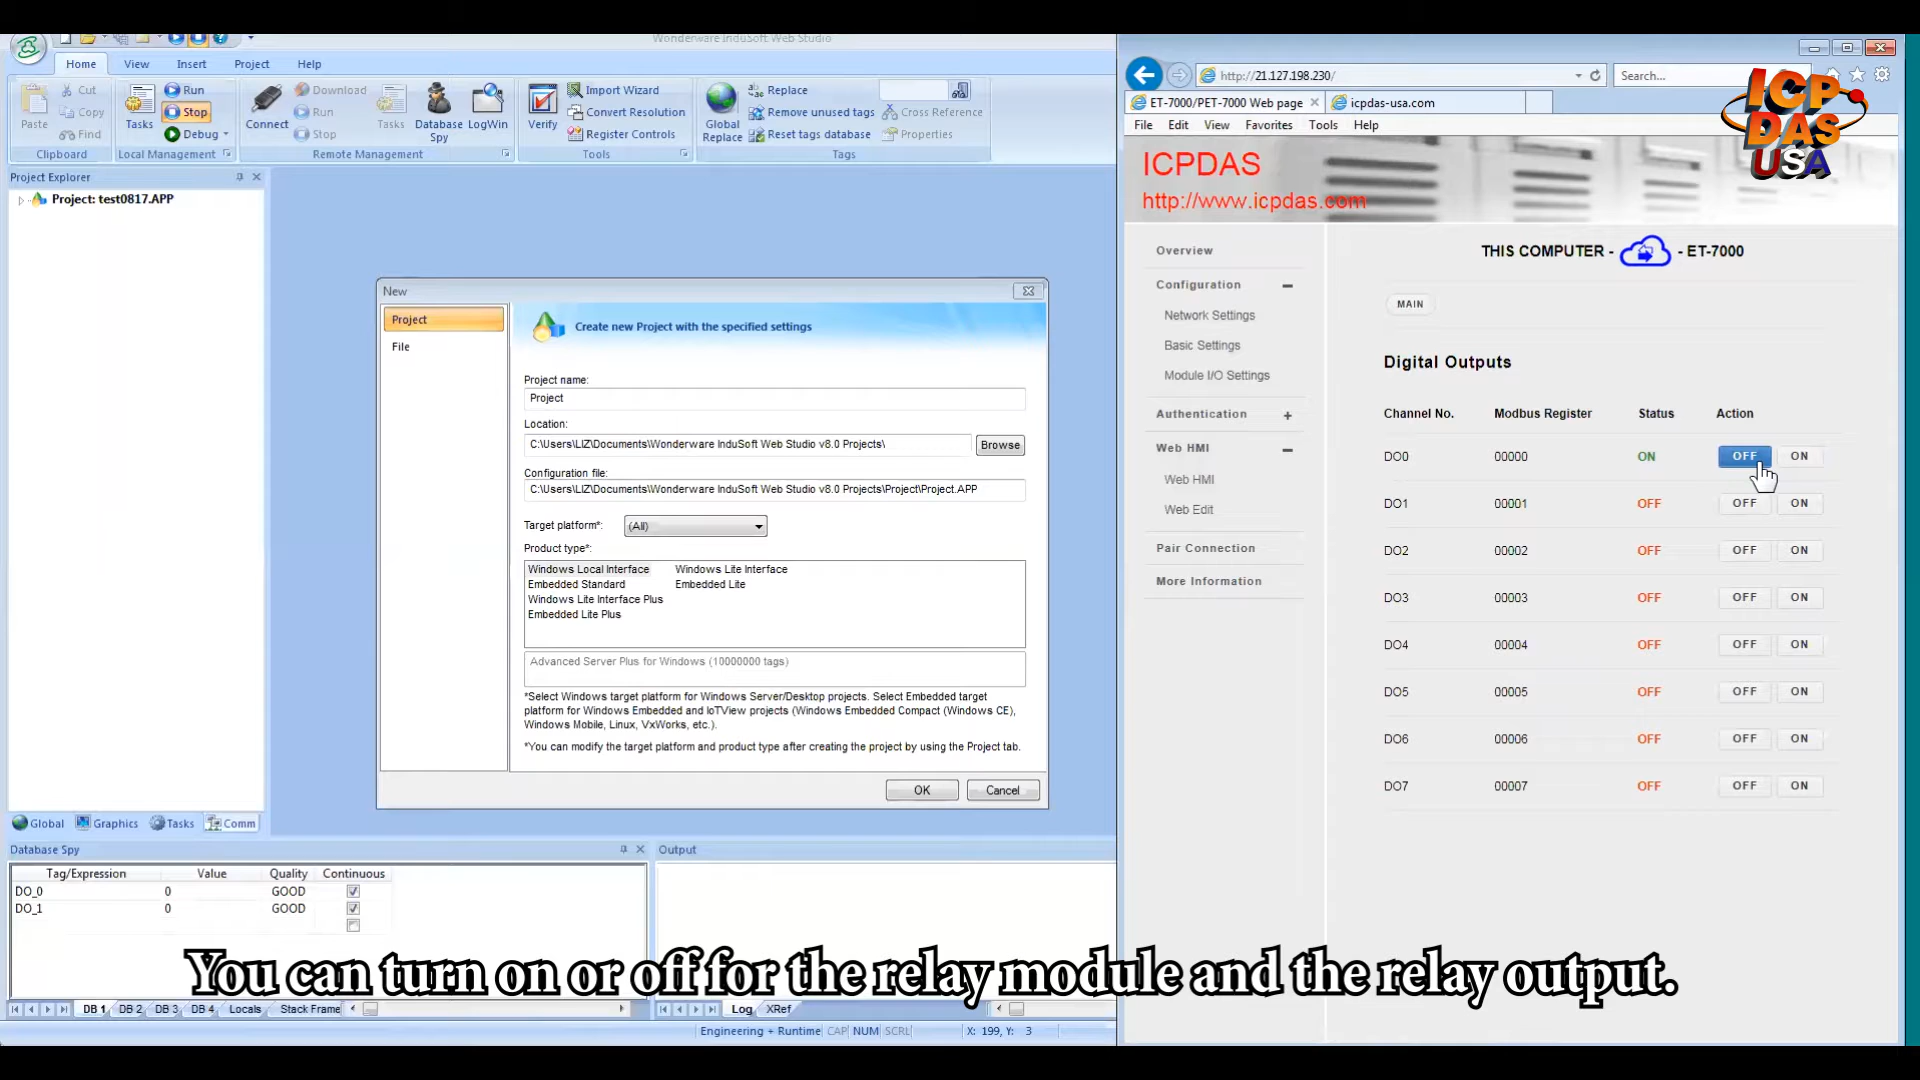 Wonderware InduSoft Web Studio
Home View Insert Project Help
Paste
Cut
Copy
Find
Clipboard
Tasks
Run
Stop
Debug
Local Management
Connect
Download
Run
Stop
Tasks
Database Spy
LogWin
Remote Management
Verify
Import Wizard
Convert Resolution
Register Controls
Tools
Global Replace
Replace
Remove unused tags
Reset tags database
Cross Reference
Properties
Tags
Project Explorer
Project: test0817.APP
Global Graphics Tasks Comm
New
Project
File
Create new Project with the specified settings
Project name:
Project
Location:
C:\Users\LIZ\Documents\Wonderware InduSoft Web Studio v8.0 Projects\
Browse
Configuration file:
C:\Users\LIZ\Documents\Wonderware InduSoft Web Studio v8.0 Projects\Project\Project.APP
Target platform*: (All)
Product type*:
Windows Local Interface Windows Lite Interface
Embedded Standard Embedded Lite
Windows Lite Interface Plus
Embedded Lite Plus
Advanced Server Plus for Windows (10000000 tags)
*Select Windows target platform for Windows Server/Desktop projects. Select Embedded target
platform for Windows Embedded and IoTView projects (Windows Embedded Compact (Windows CE),
Windows Mobile, Linux, VxWorks, etc.).
*You can modify the target platform and product type after creating the project by using the Project tab.
OK Cancel
Database Spy
Tag/Expression Value Quality Continuous
DO_0 0 GOOD
DO_1 0 GOOD
DB 1 DB 2 DB 3 DB 4 Locals Stack Frame
Output
Log XRef
Engineering + Runtime CAP NUM SCRL X: 199, Y: 3
http://21.127.198.230/
Search...
ET-7000/PET-7000 Web page icpdas-usa.com
File Edit View Favorites Tools Help
ICP
DAS
USA
ICPDAS
http://www.icpdas.com
Overview
Configuration
Network Settings
Basic Settings
Module I/O Settings
Authentication +
Web HMI
Web HMI
Web Edit
Pair Connection
More Information
THIS COMPUTER - - ET-7000
MAIN
Digital Outputs
Channel No. Modbus Register Status Action
DO0 00000 ON OFF ON
DO1 00001 OFF OFF ON
DO2 00002 OFF OFF ON
DO3 00003 OFF OFF ON
DO4 00004 OFF OFF ON
DO5 00005 OFF OFF ON
DO6 00006 OFF OFF ON
DO7 00007 OFF OFF ON
You can turn on or off for the relay module and the relay output.